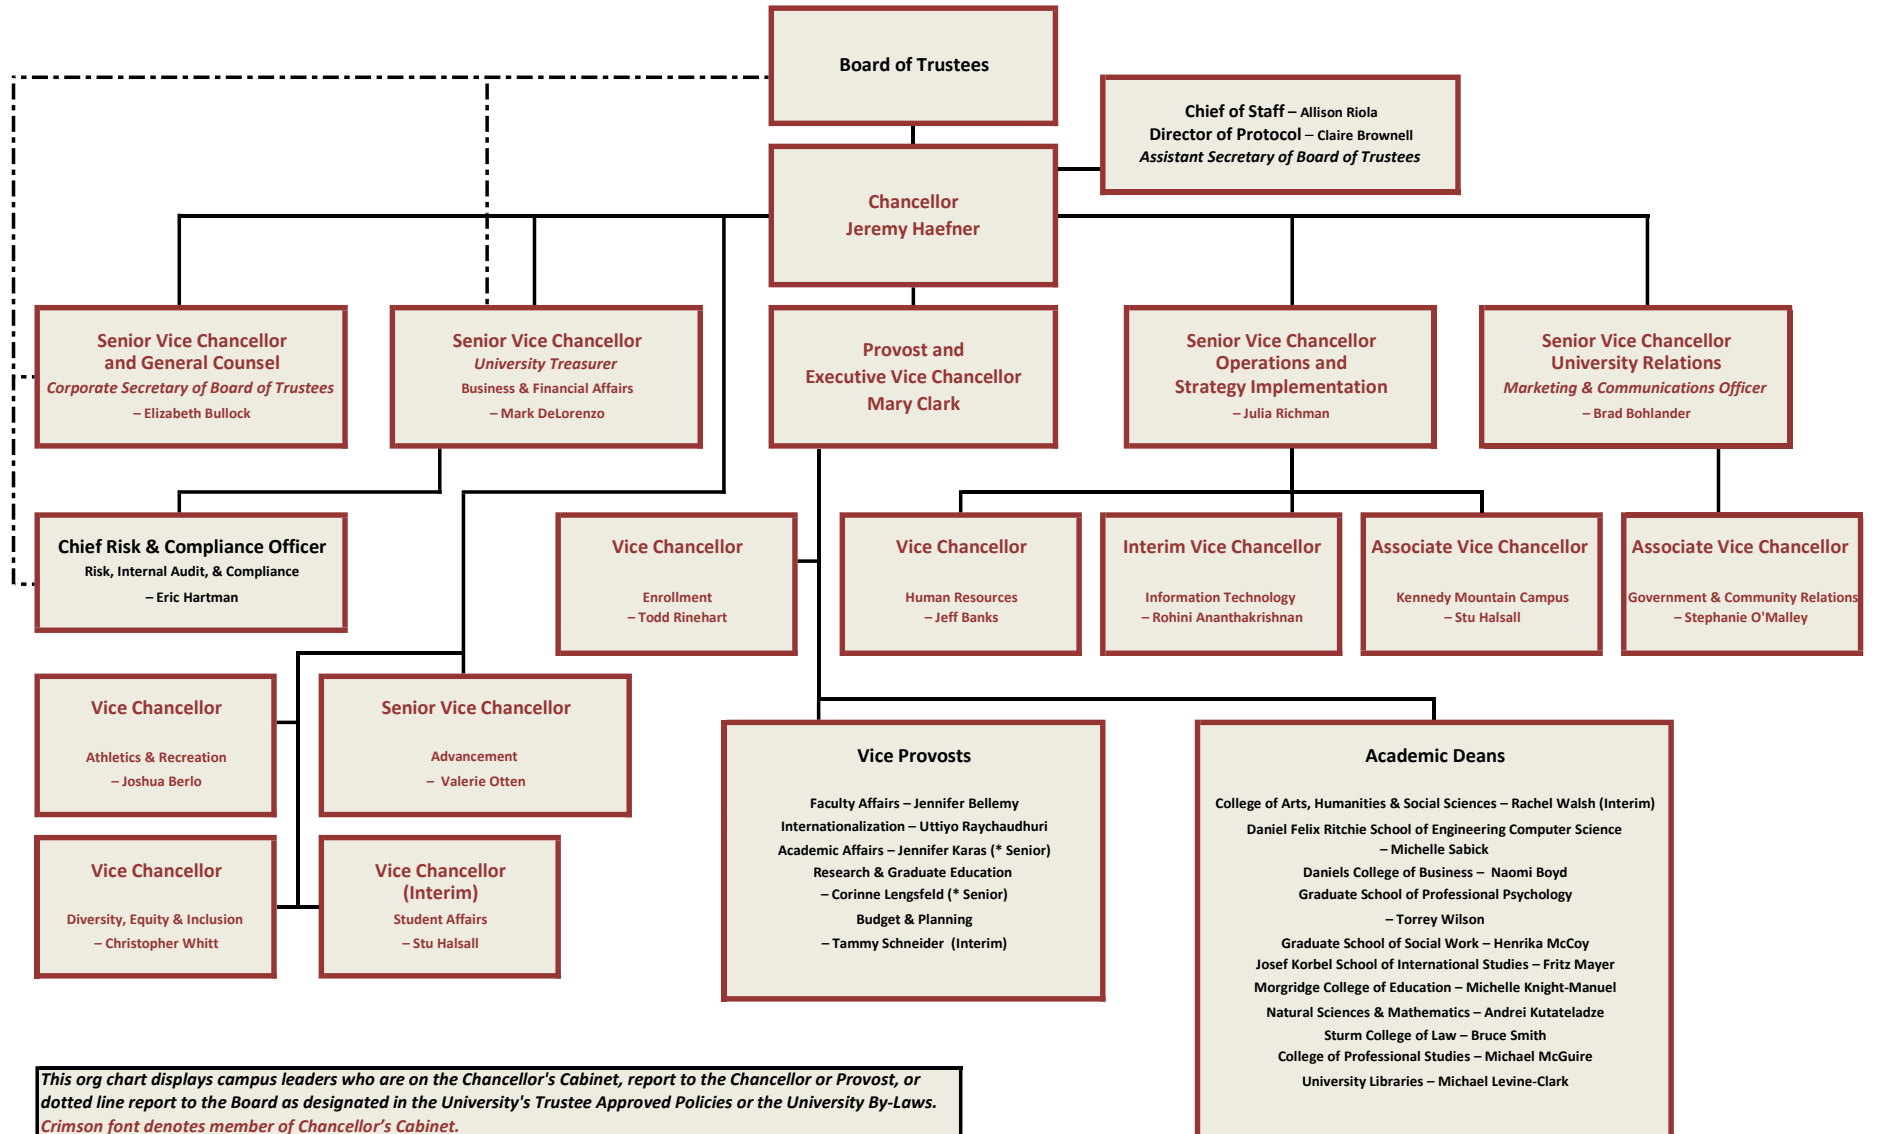 Board of Trustees
Chief of Staff – Allison Riola
Director of Protocol – Claire Brownell
Assistant Secretary of Board of Trustees
Chancellor
Jeremy Haefner
Senior Vice Chancellor
and General Counsel
Corporate Secretary of Board of Trustees
– Elizabeth Bullock
Senior Vice Chancellor
University Treasurer
Business & Financial Affairs
– Mark DeLorenzo
Provost and
Executive Vice Chancellor
Mary Clark
Senior Vice Chancellor
Operations and
Strategy Implementation
– Julia Richman
Senior Vice Chancellor
University Relations
Marketing & Communications Officer
– Brad Bohlander
Chief Risk & Compliance Officer
Risk, Internal Audit, & Compliance
– Eric Hartman
Vice Chancellor
Enrollment
– Todd Rinehart
Vice Chancellor
Human Resources
– Jeff Banks
Interim Vice Chancellor
Information Technology
– Rohini Ananthakrishnan
Associate Vice Chancellor
Kennedy Mountain Campus
– Stu Halsall
Associate Vice Chancellor
Government & Community Relations
– Stephanie O'Malley
Vice Chancellor
Athletics & Recreation
– Joshua Berlo
Senior Vice Chancellor
Advancement
– Valerie Otten
Vice Chancellor
Diversity, Equity & Inclusion
– Christopher Whitt
Vice Chancellor
(Interim)
Student Affairs
– Stu Halsall
Vice Provosts
Faculty Affairs – Jennifer Bellemy
Internationalization – Uttiyo Raychaudhuri
Academic Affairs – Jennifer Karas (* Senior)
Research & Graduate Education
– Corinne Lengsfeld (* Senior)
Budget & Planning
– Tammy Schneider (Interim)
Academic Deans
College of Arts, Humanities & Social Sciences – Rachel Walsh (Interim)
Daniel Felix Ritchie School of Engineering Computer Science
– Michelle Sabick
Daniels College of Business – Naomi Boyd
Graduate School of Professional Psychology
– Torrey Wilson
Graduate School of Social Work – Henrika McCoy
Josef Korbel School of International Studies – Fritz Mayer
Morgridge College of Education – Michelle Knight-Manuel
Natural Sciences & Mathematics – Andrei Kutateladze
Sturm College of Law – Bruce Smith
College of Professional Studies – Michael McGuire
University Libraries – Michael Levine-Clark
This org chart displays campus leaders who are on the Chancellor's Cabinet, report to the Chancellor or Provost, or
dotted line report to the Board as designated in the University's Trustee Approved Policies or the University By-Laws.
Crimson font denotes member of Chancellor’s Cabinet.